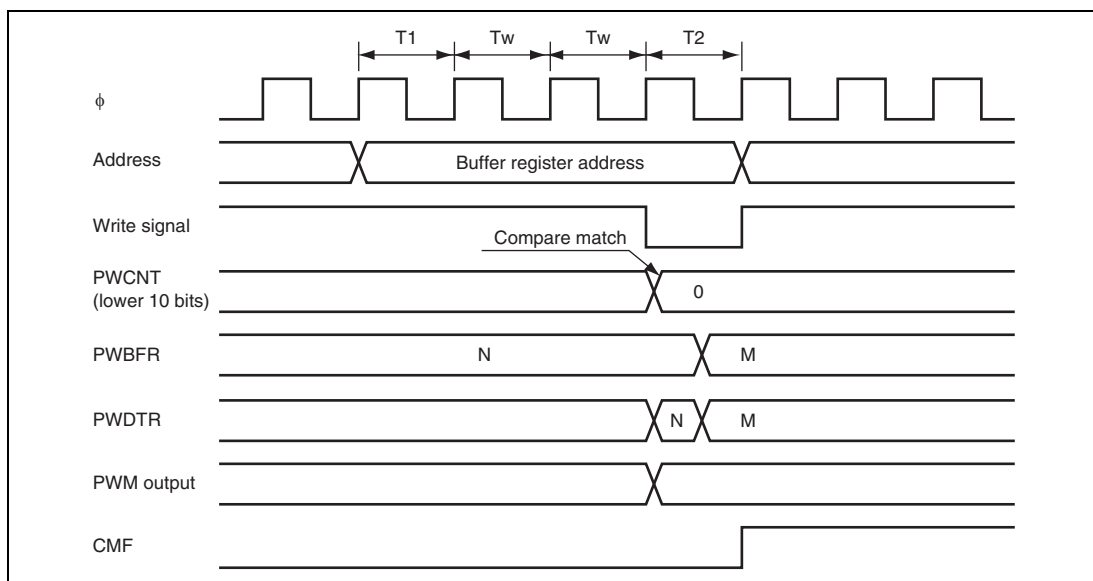 T1 Tw Tw T2
ϕ
Address Buffer register address
Write signal
Compare match
PWCNT
(lower 10 bits) 0
PWBFR N M
PWDTR N M
PWM output
CMF